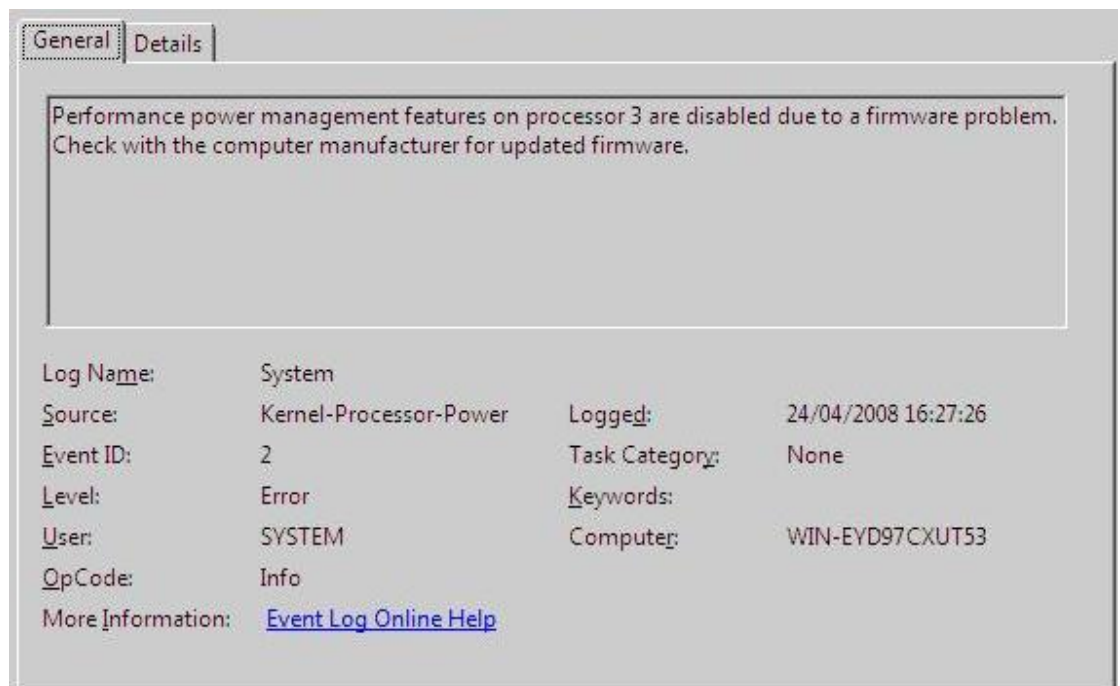 General Details
Performance power management features on processor 3 are disabled due to a firmware problem.
Check with the computer manufacturer for updated firmware.
Log Name: System
Source: Kernel-Processor-Power Logged: 24/04/2008 16:27:26
Event ID: 2 Task Category: None
Level: Error Keywords:
User: SYSTEM Computer: WIN-EYD97CXUT53
OpCode: Info
More Information: Event Log Online Help